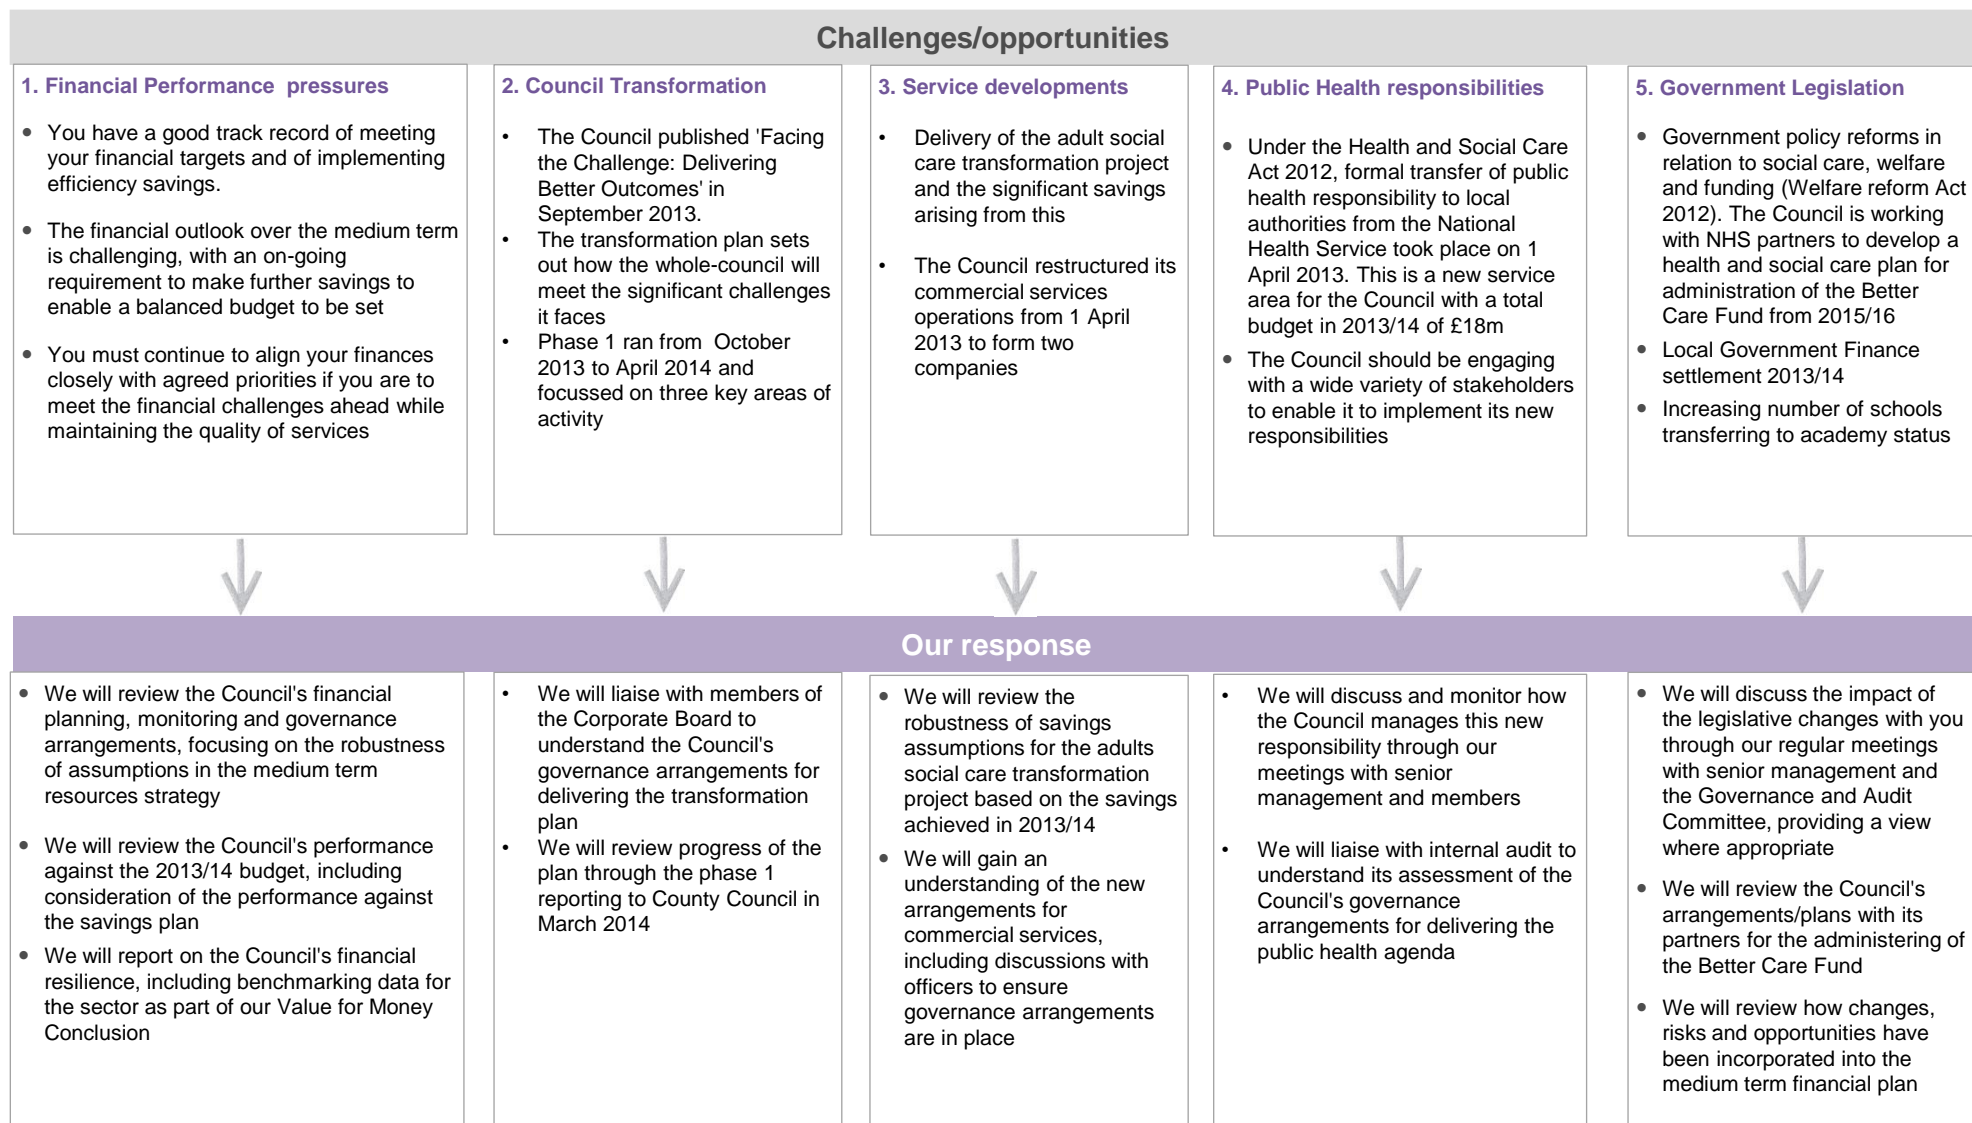 Challenges/opportunities
1. Financial Performance  pressures
• You have a good track record of meeting
your financial targets and of implementing
efficiency savings.
• The financial outlook over the medium term
is challenging, with an on-going
requirement to make further savings to
enable a balanced budget to be set
• You must continue to align your finances
closely with agreed priorities if you are to
meet the financial challenges ahead while
maintaining the quality of services
2. Council Transformation
• The Council published 'Facing
the Challenge: Delivering
Better Outcomes' in
September 2013.
• The transformation plan sets
out how the whole-council will
meet the significant challenges
it faces
• Phase 1 ran from  October
2013 to April 2014 and
focussed on three key areas of
activity
3. Service developments
• Delivery of the adult social
care transformation project
and the significant savings
arising from this
• The Council restructured its
commercial services
operations from 1 April
2013 to form two
companies
4. Public Health responsibilities
• Under the Health and Social Care
Act 2012, formal transfer of public
health responsibility to local
authorities from the National
Health Service took place on 1
April 2013. This is a new service
area for the Council with a total
budget in 2013/14 of £18m
• The Council should be engaging
with a wide variety of stakeholders
to enable it to implement its new
responsibilities
5. Government Legislation
• Government policy reforms in
relation to social care, welfare
and funding (Welfare reform Act
2012). The Council is working
with NHS partners to develop a
health and social care plan for
administration of the Better
Care Fund from 2015/16
• Local Government Finance
settlement 2013/14
• Increasing number of schools
transferring to academy status
Our response
• We will review the Council's financial
planning, monitoring and governance
arrangements, focusing on the robustness
of assumptions in the medium term
resources strategy
• We will review the Council's performance
against the 2013/14 budget, including
consideration of the performance against
the savings plan
• We will report on the Council's financial
resilience, including benchmarking data for
the sector as part of our Value for Money
Conclusion
• We will liaise with members of
the Corporate Board to
understand the Council's
governance arrangements for
delivering the transformation
plan
• We will review progress of the
plan through the phase 1
reporting to County Council in
March 2014
• We will review the
robustness of savings
assumptions for the adults
social care transformation
project based on the savings
achieved in 2013/14
• We will gain an
understanding of the new
arrangements for
commercial services,
including discussions with
officers to ensure
governance arrangements
are in place
• We will discuss and monitor how
the Council manages this new
responsibility through our
meetings with senior
management and members
• We will liaise with internal audit to
understand its assessment of the
Council's governance
arrangements for delivering the
public health agenda
• We will discuss the impact of
the legislative changes with you
through our regular meetings
with senior management and
the Governance and Audit
Committee, providing a view
where appropriate
• We will review the Council's
arrangements/plans with its
partners for the administering of
the Better Care Fund
• We will review how changes,
risks and opportunities have
been incorporated into the
medium term financial plan